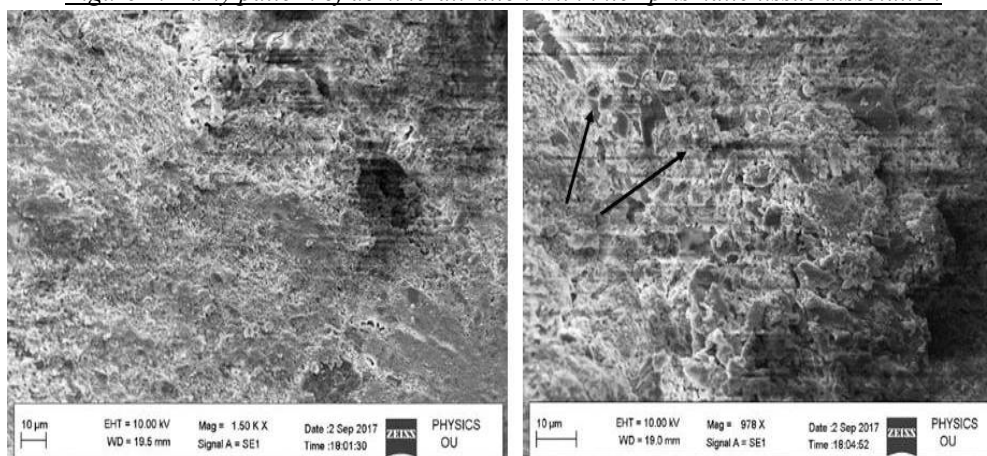 10 µm
EHT = 10.00 kV
WD = 19.5 mm
Mag = 1.50 K X
Signal A = SE1
Date :2 Sep 2017
Time :18:01:30
ZEISS
PHYSICS
OU
10 µm
EHT = 10.00 kV
WD = 19.0 mm
Mag = 978 X
Signal A = SE1
Date :2 Sep 2017
Time :18:04:52
ZEISS
PHYSICS
OU